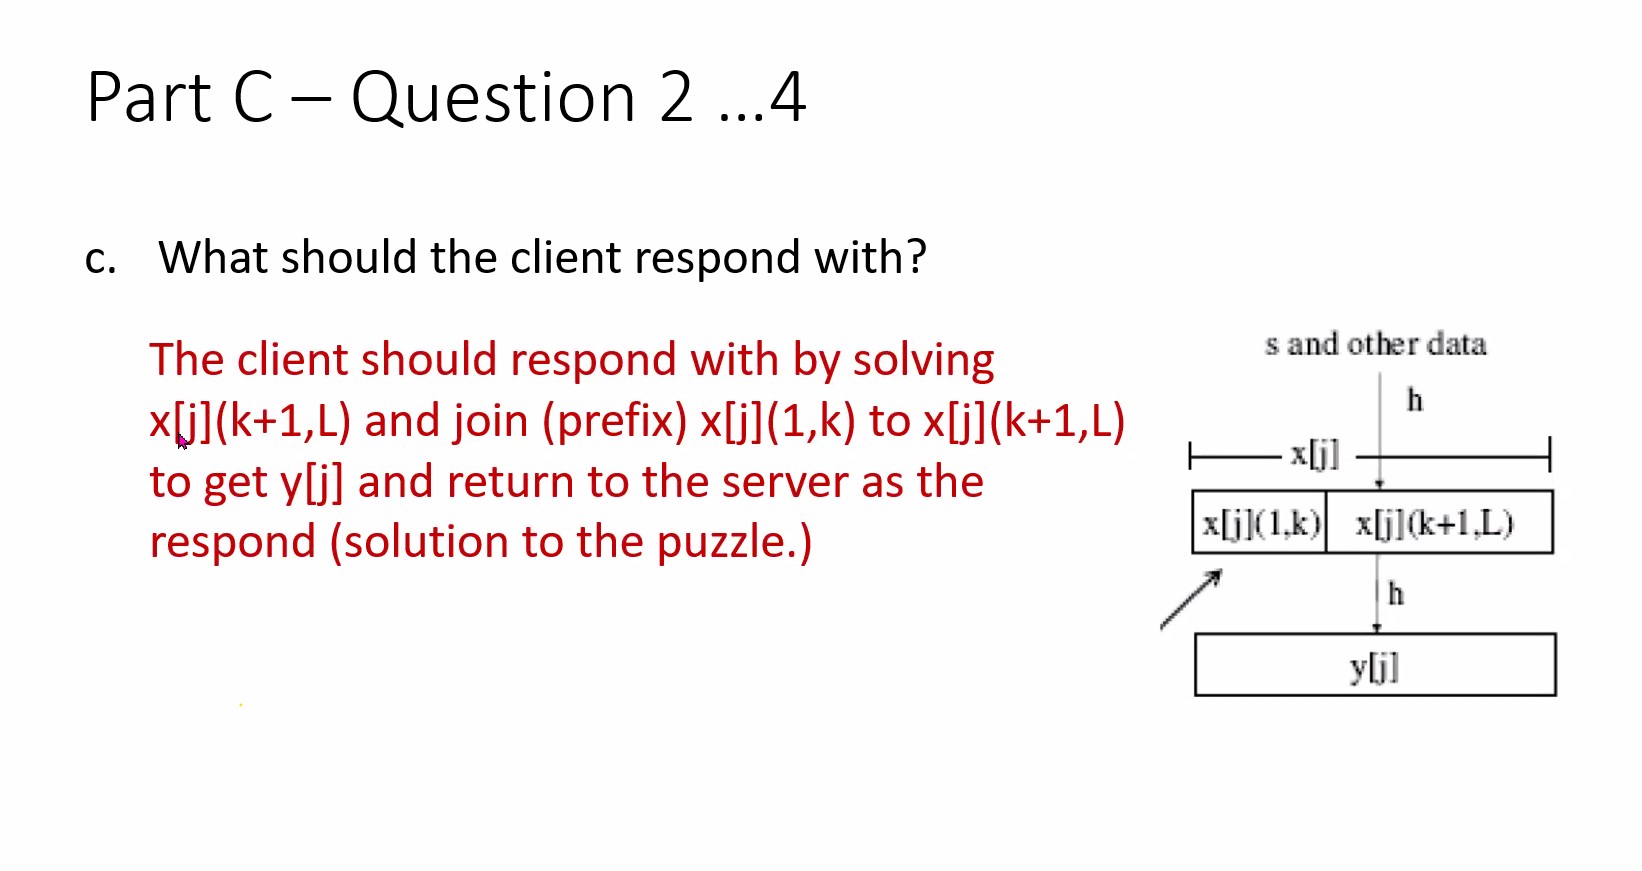 Part C – Question 2 ...4
c. What should the client respond with?
The client should respond with by solving
x[j](k+1,L) and join (prefix) x[j](1,k) to x[j](k+1,L)
to get y[j] and return to the server as the
respond (solution to the puzzle.)
s and other data
h
x[j]
x[j](1,k) x[j](k+1,L)
h
y[j]